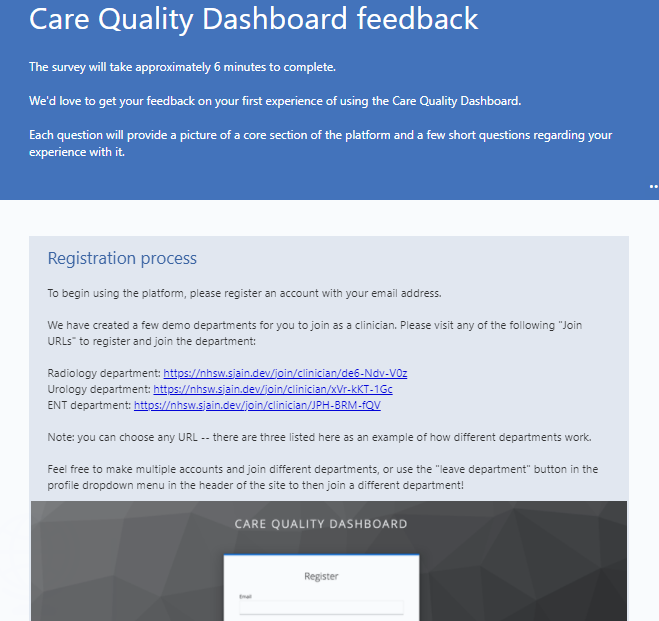 Care Quality Dashboard feedback
The survey will take approximately 6 minutes to complete.
We'd love to get your feedback on your first experience of using the Care Quality Dashboard.
Each question will provide a picture of a core section of the platform and a few short questions regarding your
experience with it.
Registration process
To begin using the platform, please register an account with your email address.
We have created a few demo departments for you to join as a clinician. Please visit any of the following "Join
URLs" to register and join the department:
Radiology department: https://nhsw.sjain.dev/join/clinician/de6-Ndv-V0z
Urology department: https://nhsw.sjain.dev/join/clinician/xVr-kKT-1Gc
ENT department: https://nhsw.sjain.dev/join/clinician/JPH-BRM-fQV
Note: you can choose any URL -- there are three listed here as an example of how different departments work.
Feel free to make multiple accounts and join different departments, or use the "leave department" button in the
profile dropdown menu in the header of the site to then join a different department!
CARE QUALITY DASHBOARD
Register
Email